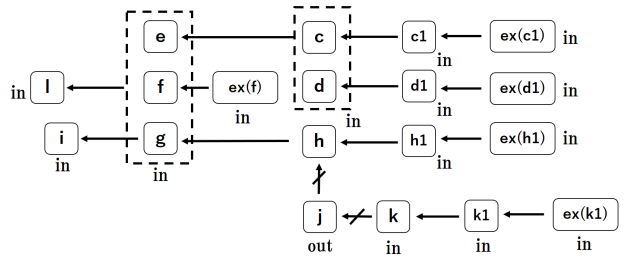 e c c1 ex(c1) in
in
in l f ex(f) d d1 ex(d1) in
in in in
i g h h1 ex(h1) in
in in in
j k k1 ex(k1)
out in in in